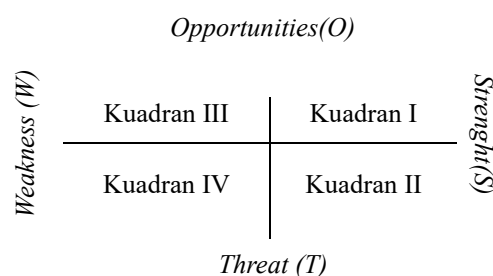 Opportunities(O)
Weakness (W)
Kuadran III
Kuadran I
Strenght(S)
Kuadran IV
Kuadran II
Threat (T)